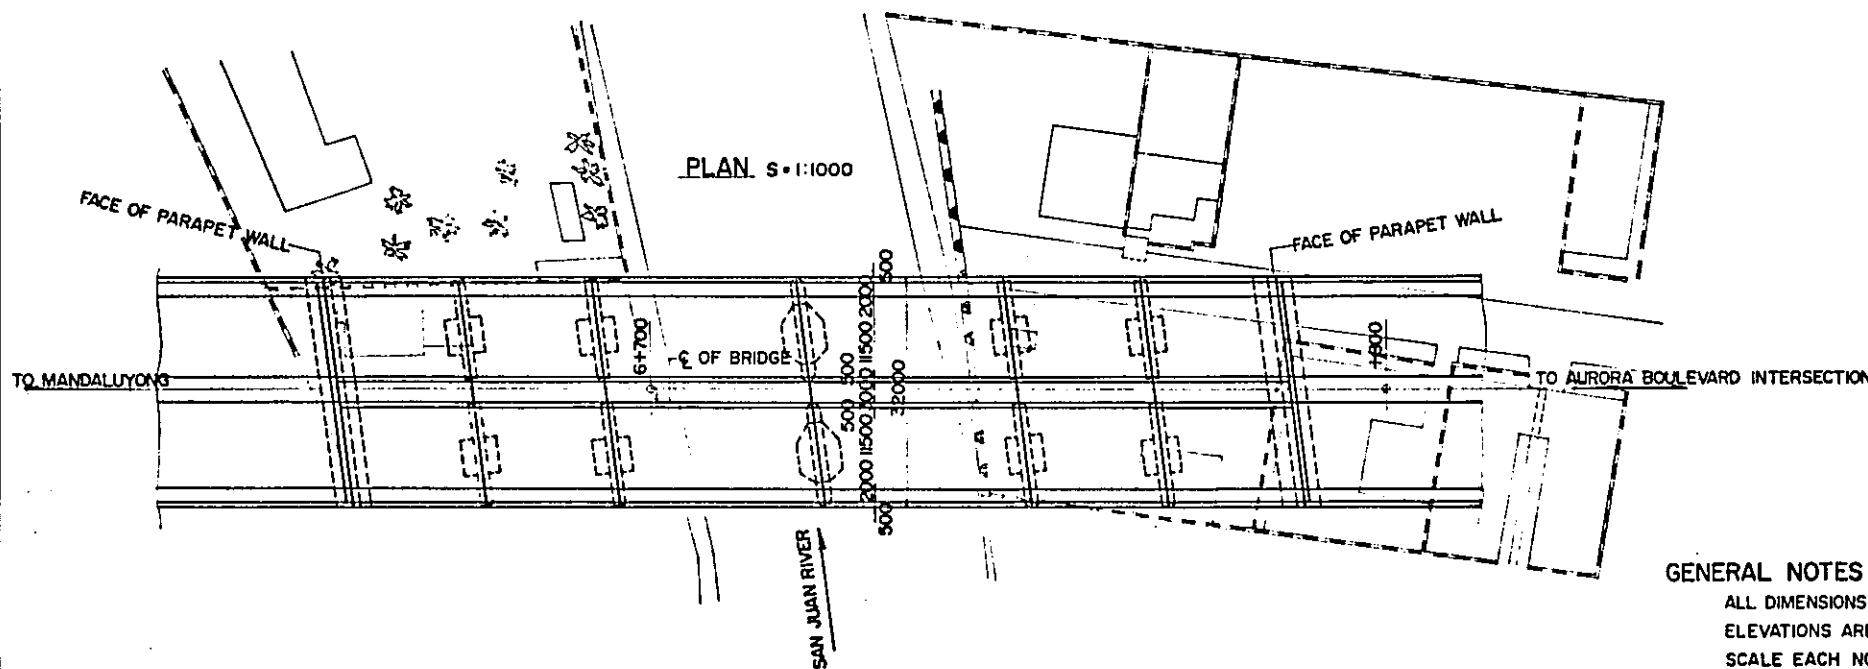 PLAN S=1:1000
FACE OF PARAPET WALL
FACE OF PARAPET WALL
6+700
℄ OF BRIDGE
+800
TO MANDALUYONG
TO AURORA BOULEVARD INTERSECTION
500
2000 11500 3000 11500 2000
500
500
32000
500
SAN JUAN RIVER
GENERAL NOTES
ALL DIMENSIONS
ELEVATIONS ARE
SCALE EACH NO